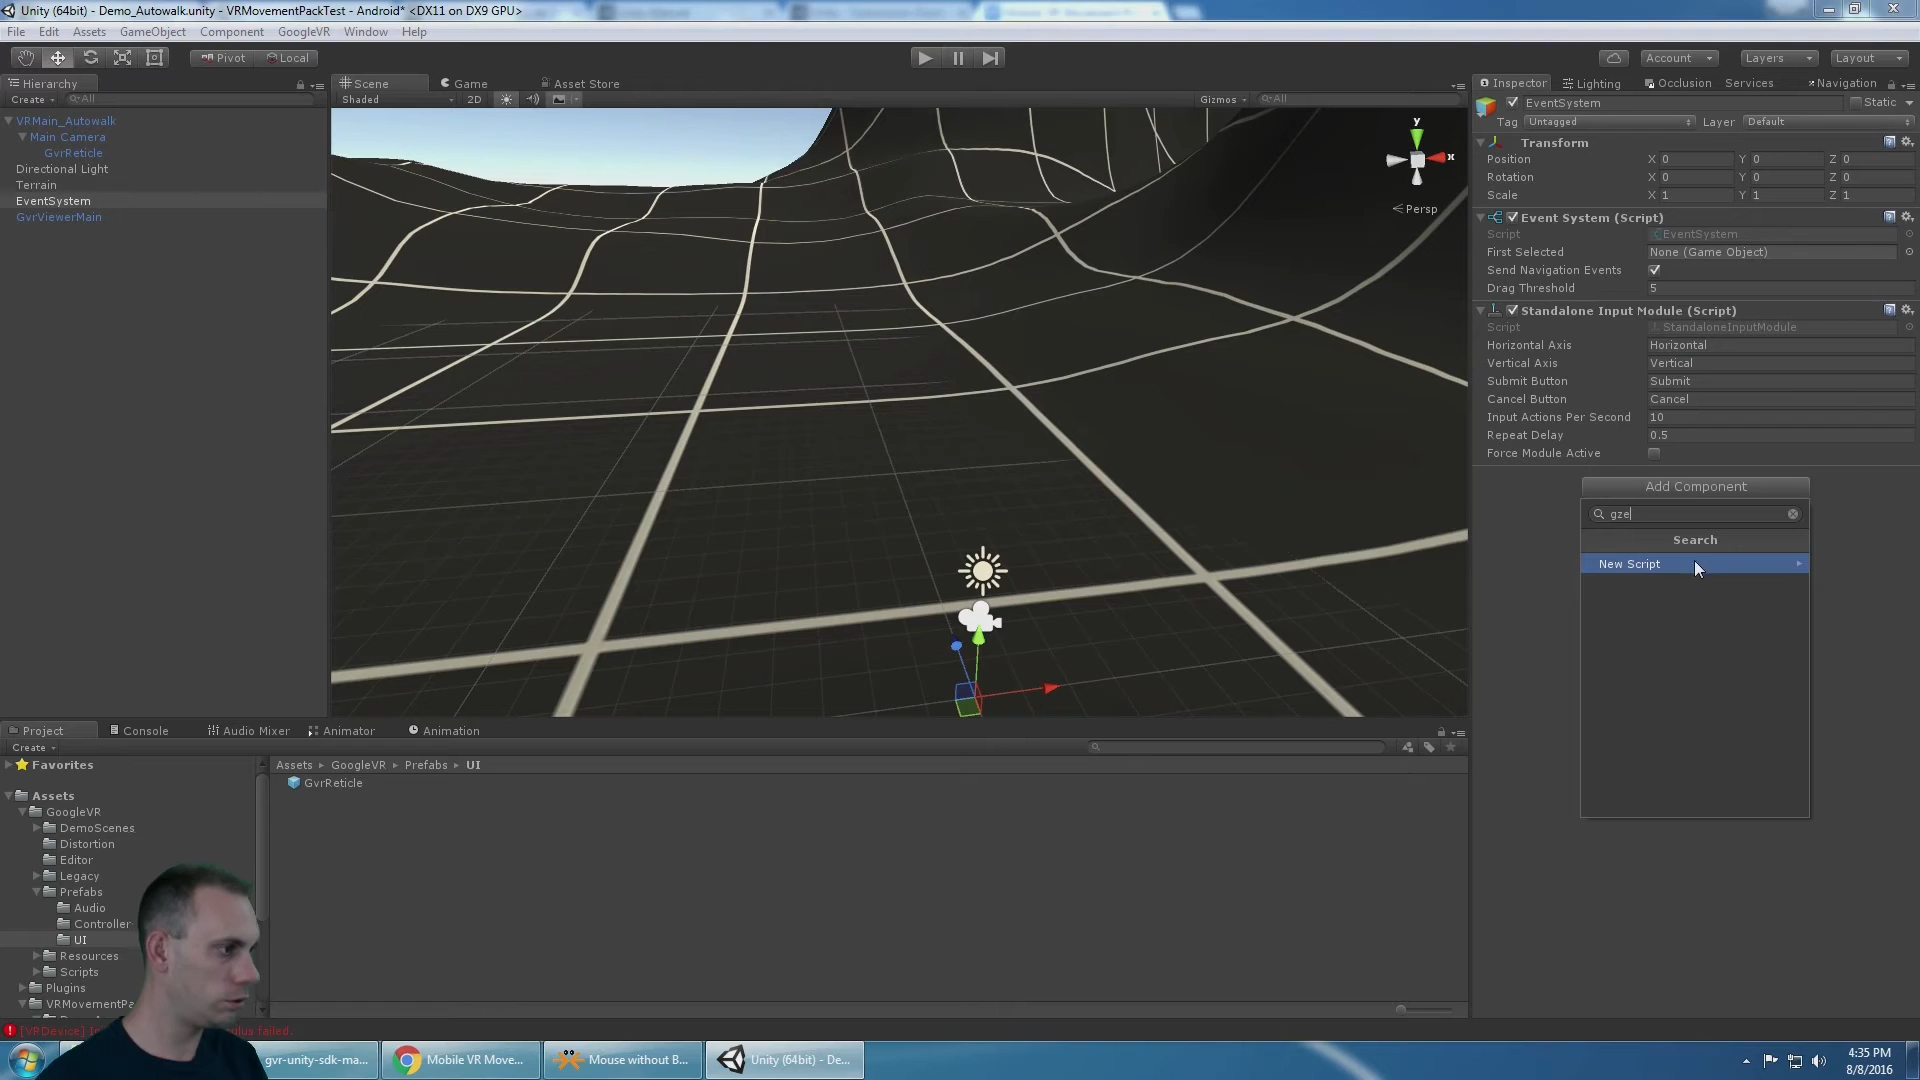 Unity (64bit) - Demo_Autowalk.unity - VRMovementPackTest - Android* <DX11 on DX9 GPU>
File Edit Assets GameObject Component GoogleVR Window Help
Pivot Local
Account Layers Layout
Hierarchy
Create All
VRMain_Autowalk
Main Camera
GvrReticle
Directional Light
Terrain
EventSystem
GvrViewerMain
Scene Game Asset Store
Shaded 2D Gizmos All
y
x
Persp
Inspector Lighting Occlusion Services Navigation
EventSystem Static
Tag Untagged Layer Default
Transform
Position X 0 Y 0 Z 0
Rotation X 0 Y 0 Z 0
Scale X 1 Y 1 Z 1
Event System (Script)
Script EventSystem
First Selected None (Game Object)
Send Navigation Events
Drag Threshold 5
Standalone Input Module (Script)
Script StandaloneInputModule
Horizontal Axis Horizontal
Vertical Axis Vertical
Submit Button Submit
Cancel Button Cancel
Input Actions Per Second 10
Repeat Delay 0.5
Force Module Active
Add Component
gze
Search
New Script
Project Console Audio Mixer Animator Animation
Create
Favorites
Assets
GoogleVR
DemoScenes
Distortion
Editor
Legacy
Prefabs
Audio
Controller
UI
Resources
Scripts
Plugins
VRMovementPa
Assets GoogleVR Prefabs UI
GvrReticle
[VRDevice] failed.
gvr-unity-sdk-ma... Mobile VR Move... Mouse without B... Unity (64bit) - De...
4:35 PM
8/8/2016